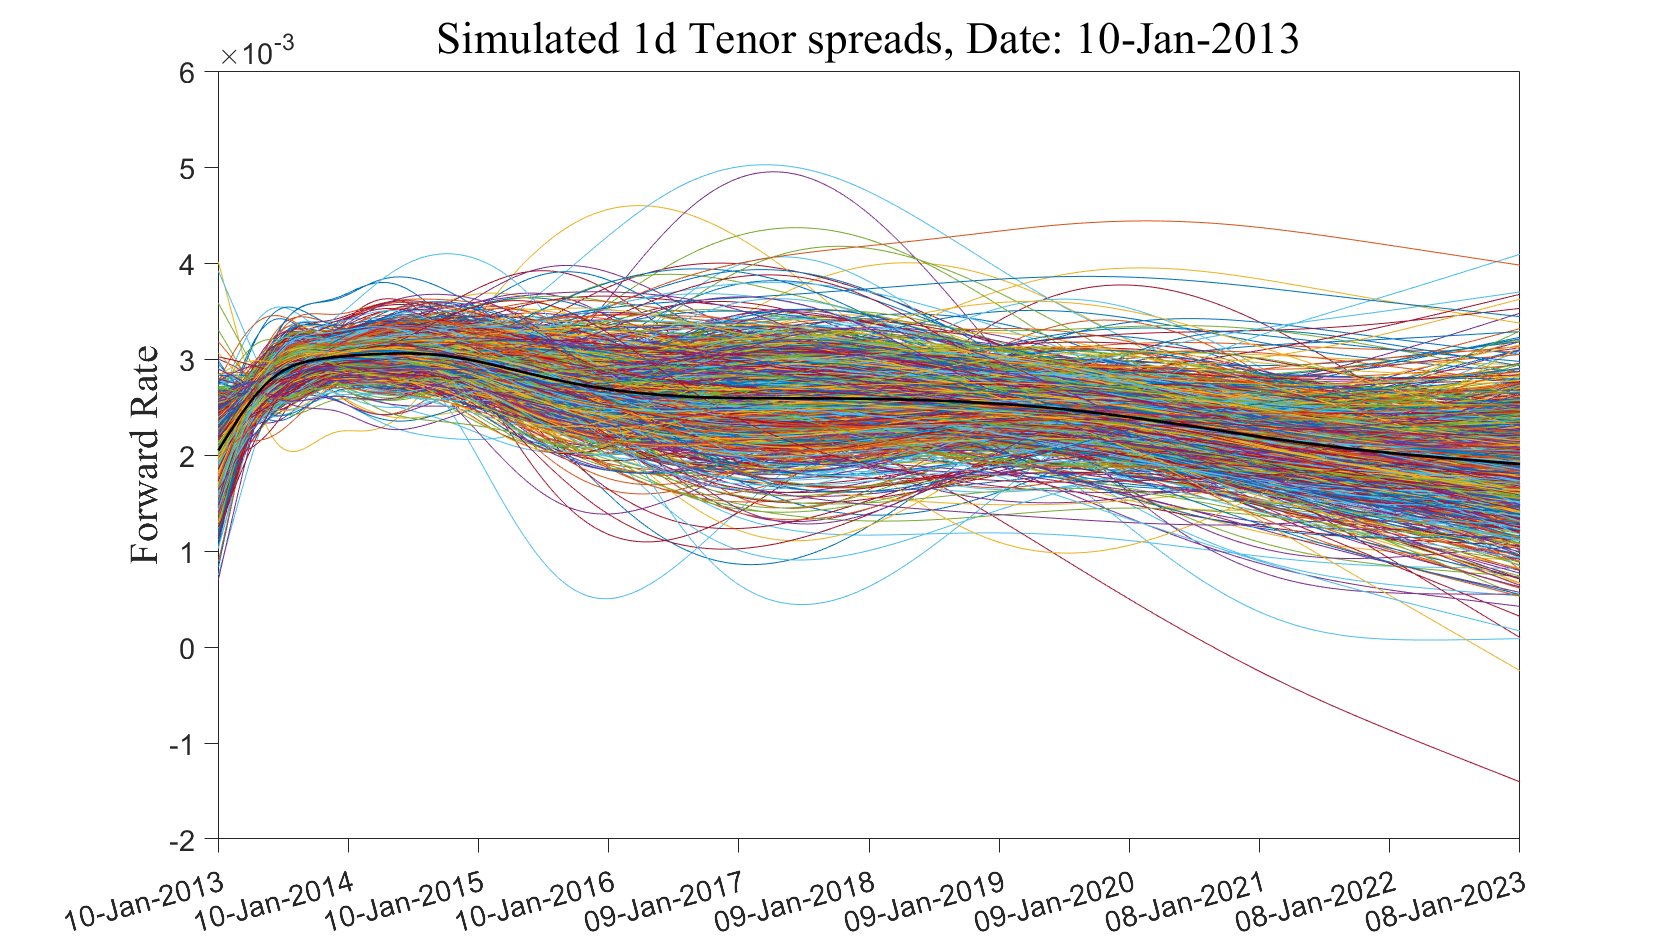 Simulated 1d Tenor spreads, Date: 10-Jan-2013
×10-3
6
5
4
3
2
1
0
-1
-2
Forward Rate
10-Jan-2013
10-Jan-2014
10-Jan-2015
10-Jan-2016
09-Jan-2017
09-Jan-2018
09-Jan-2019
09-Jan-2020
08-Jan-2021
08-Jan-2022
08-Jan-2023